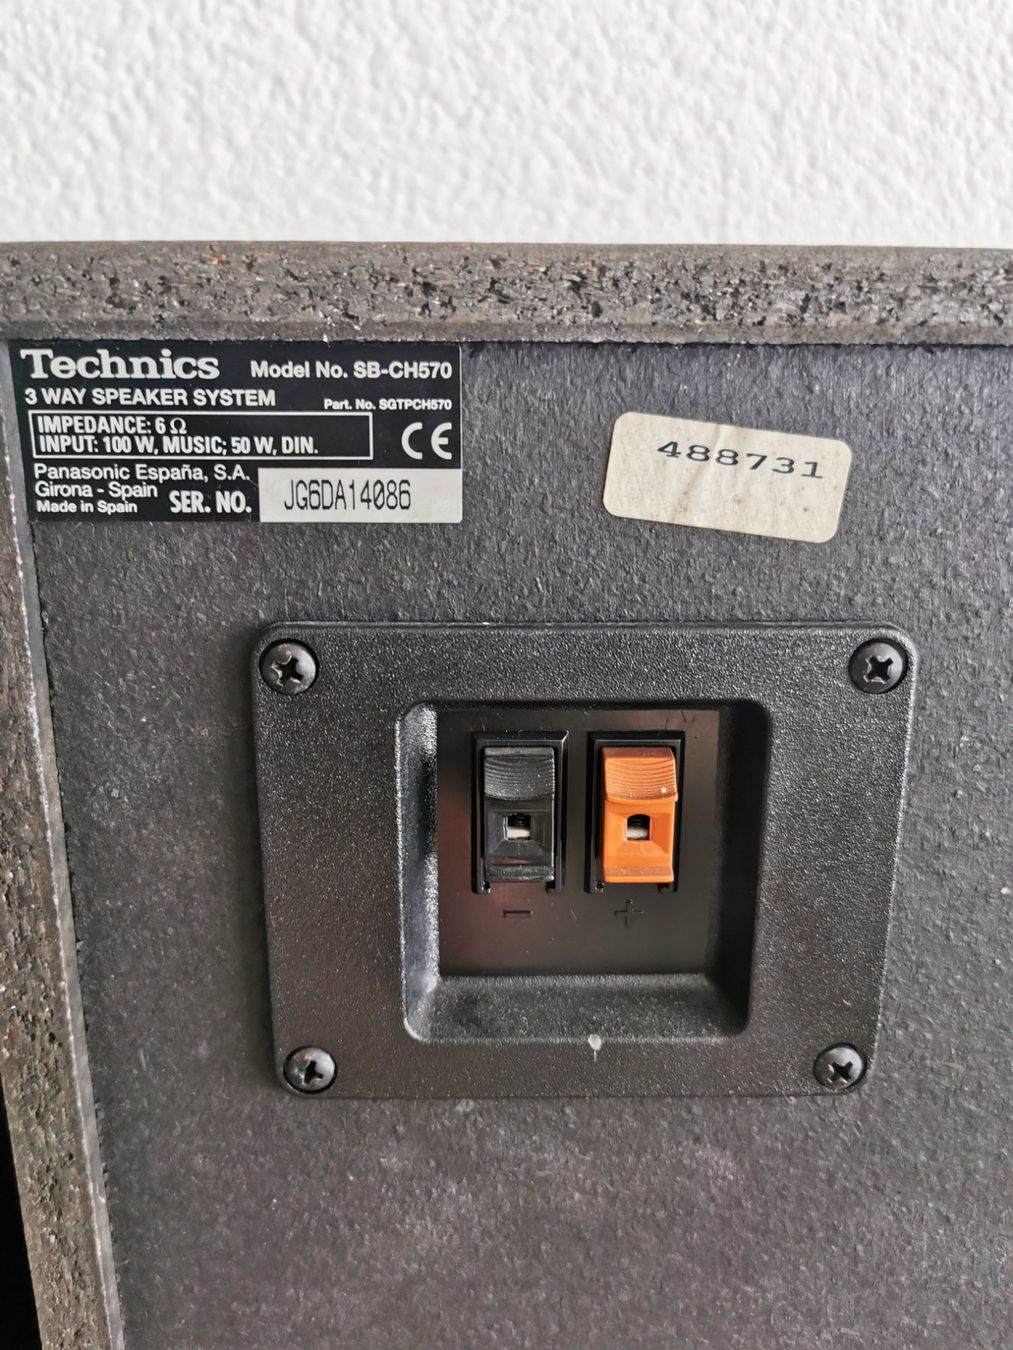 Technics Model No. SB-CH570
3 WAY SPEAKER SYSTEM Part. No. SGTPCH570
IMPEDANCE: 6 Ω
INPUT: 100 W, MUSIC; 50 W, DIN.
CE
Panasonic España, S.A.
Girona - Spain
Made in Spain SER. NO. JG6DA14086
488731
− +